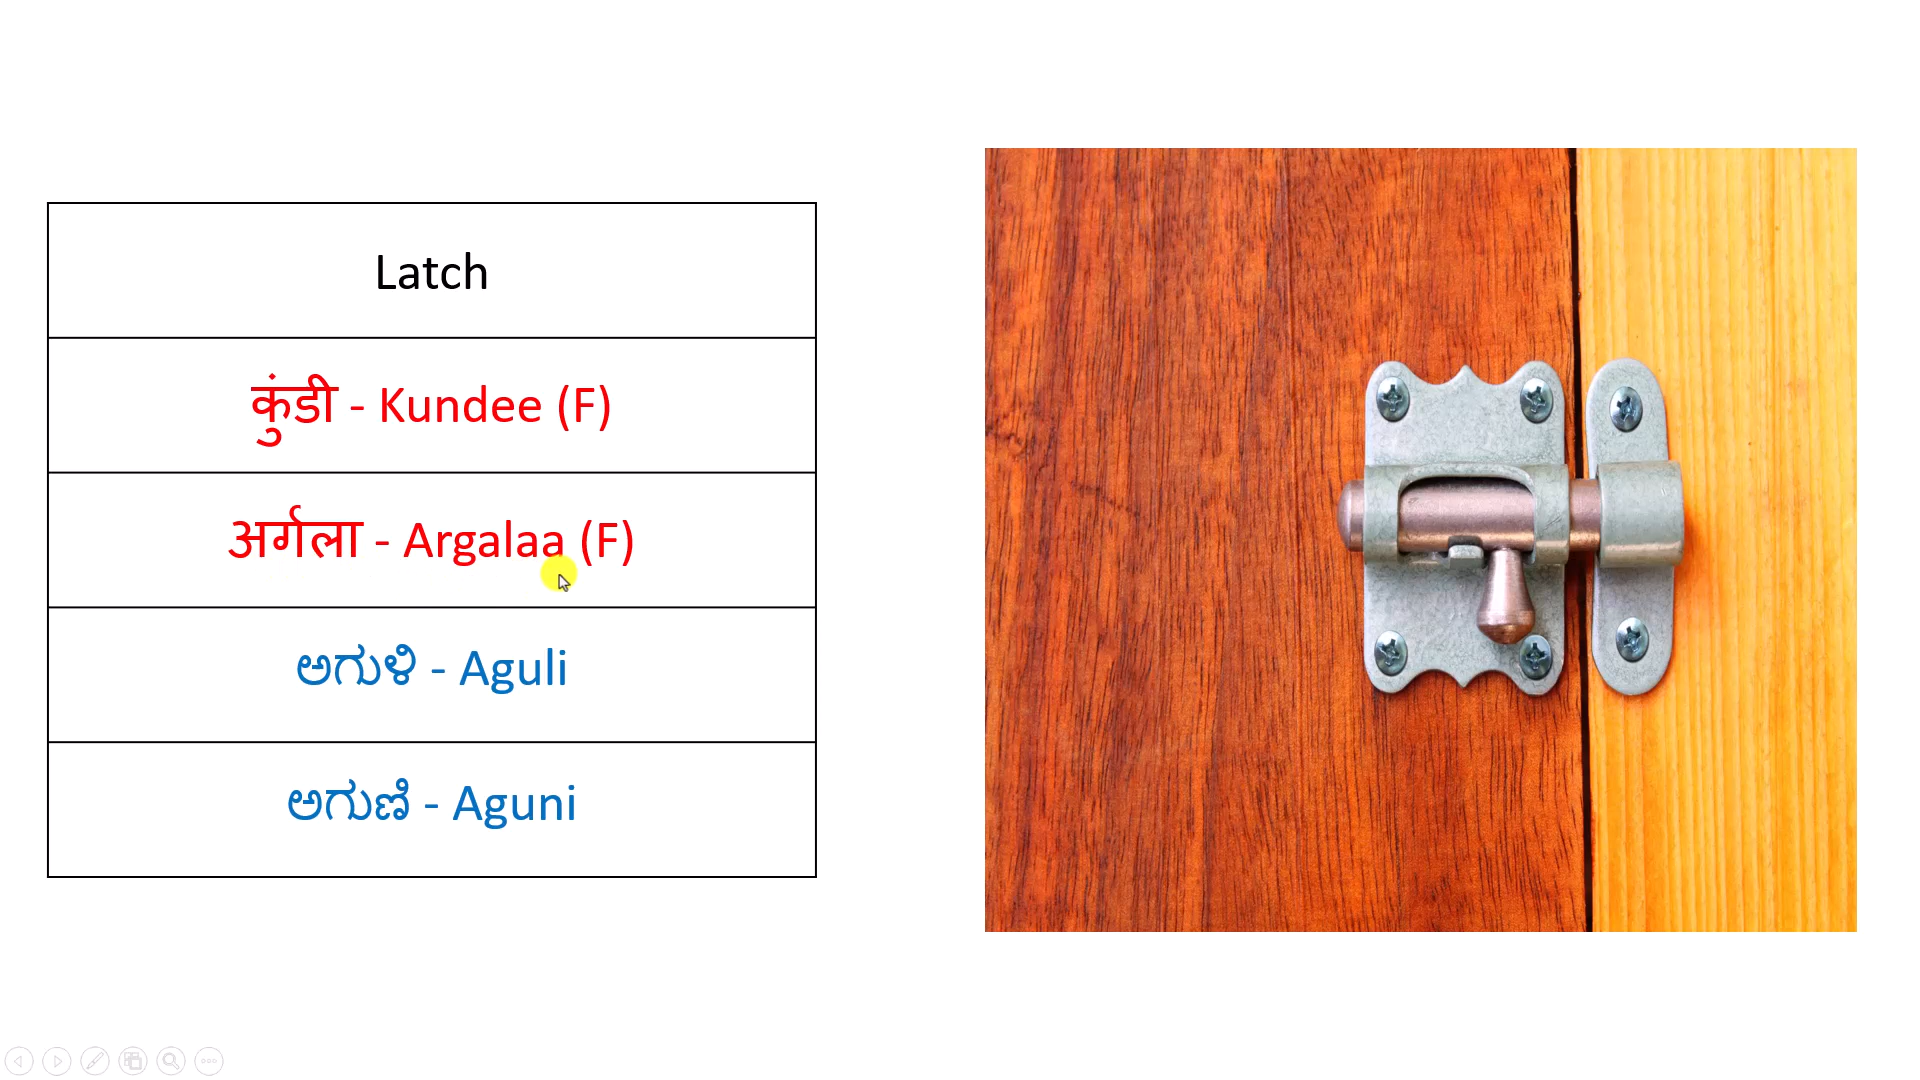 Latch
कुंडी - Kundee (F)
अर्गला - Argalaa (F)
ಅಗುಳಿ - Aguli
ಅಗುಣಿ - Aguni